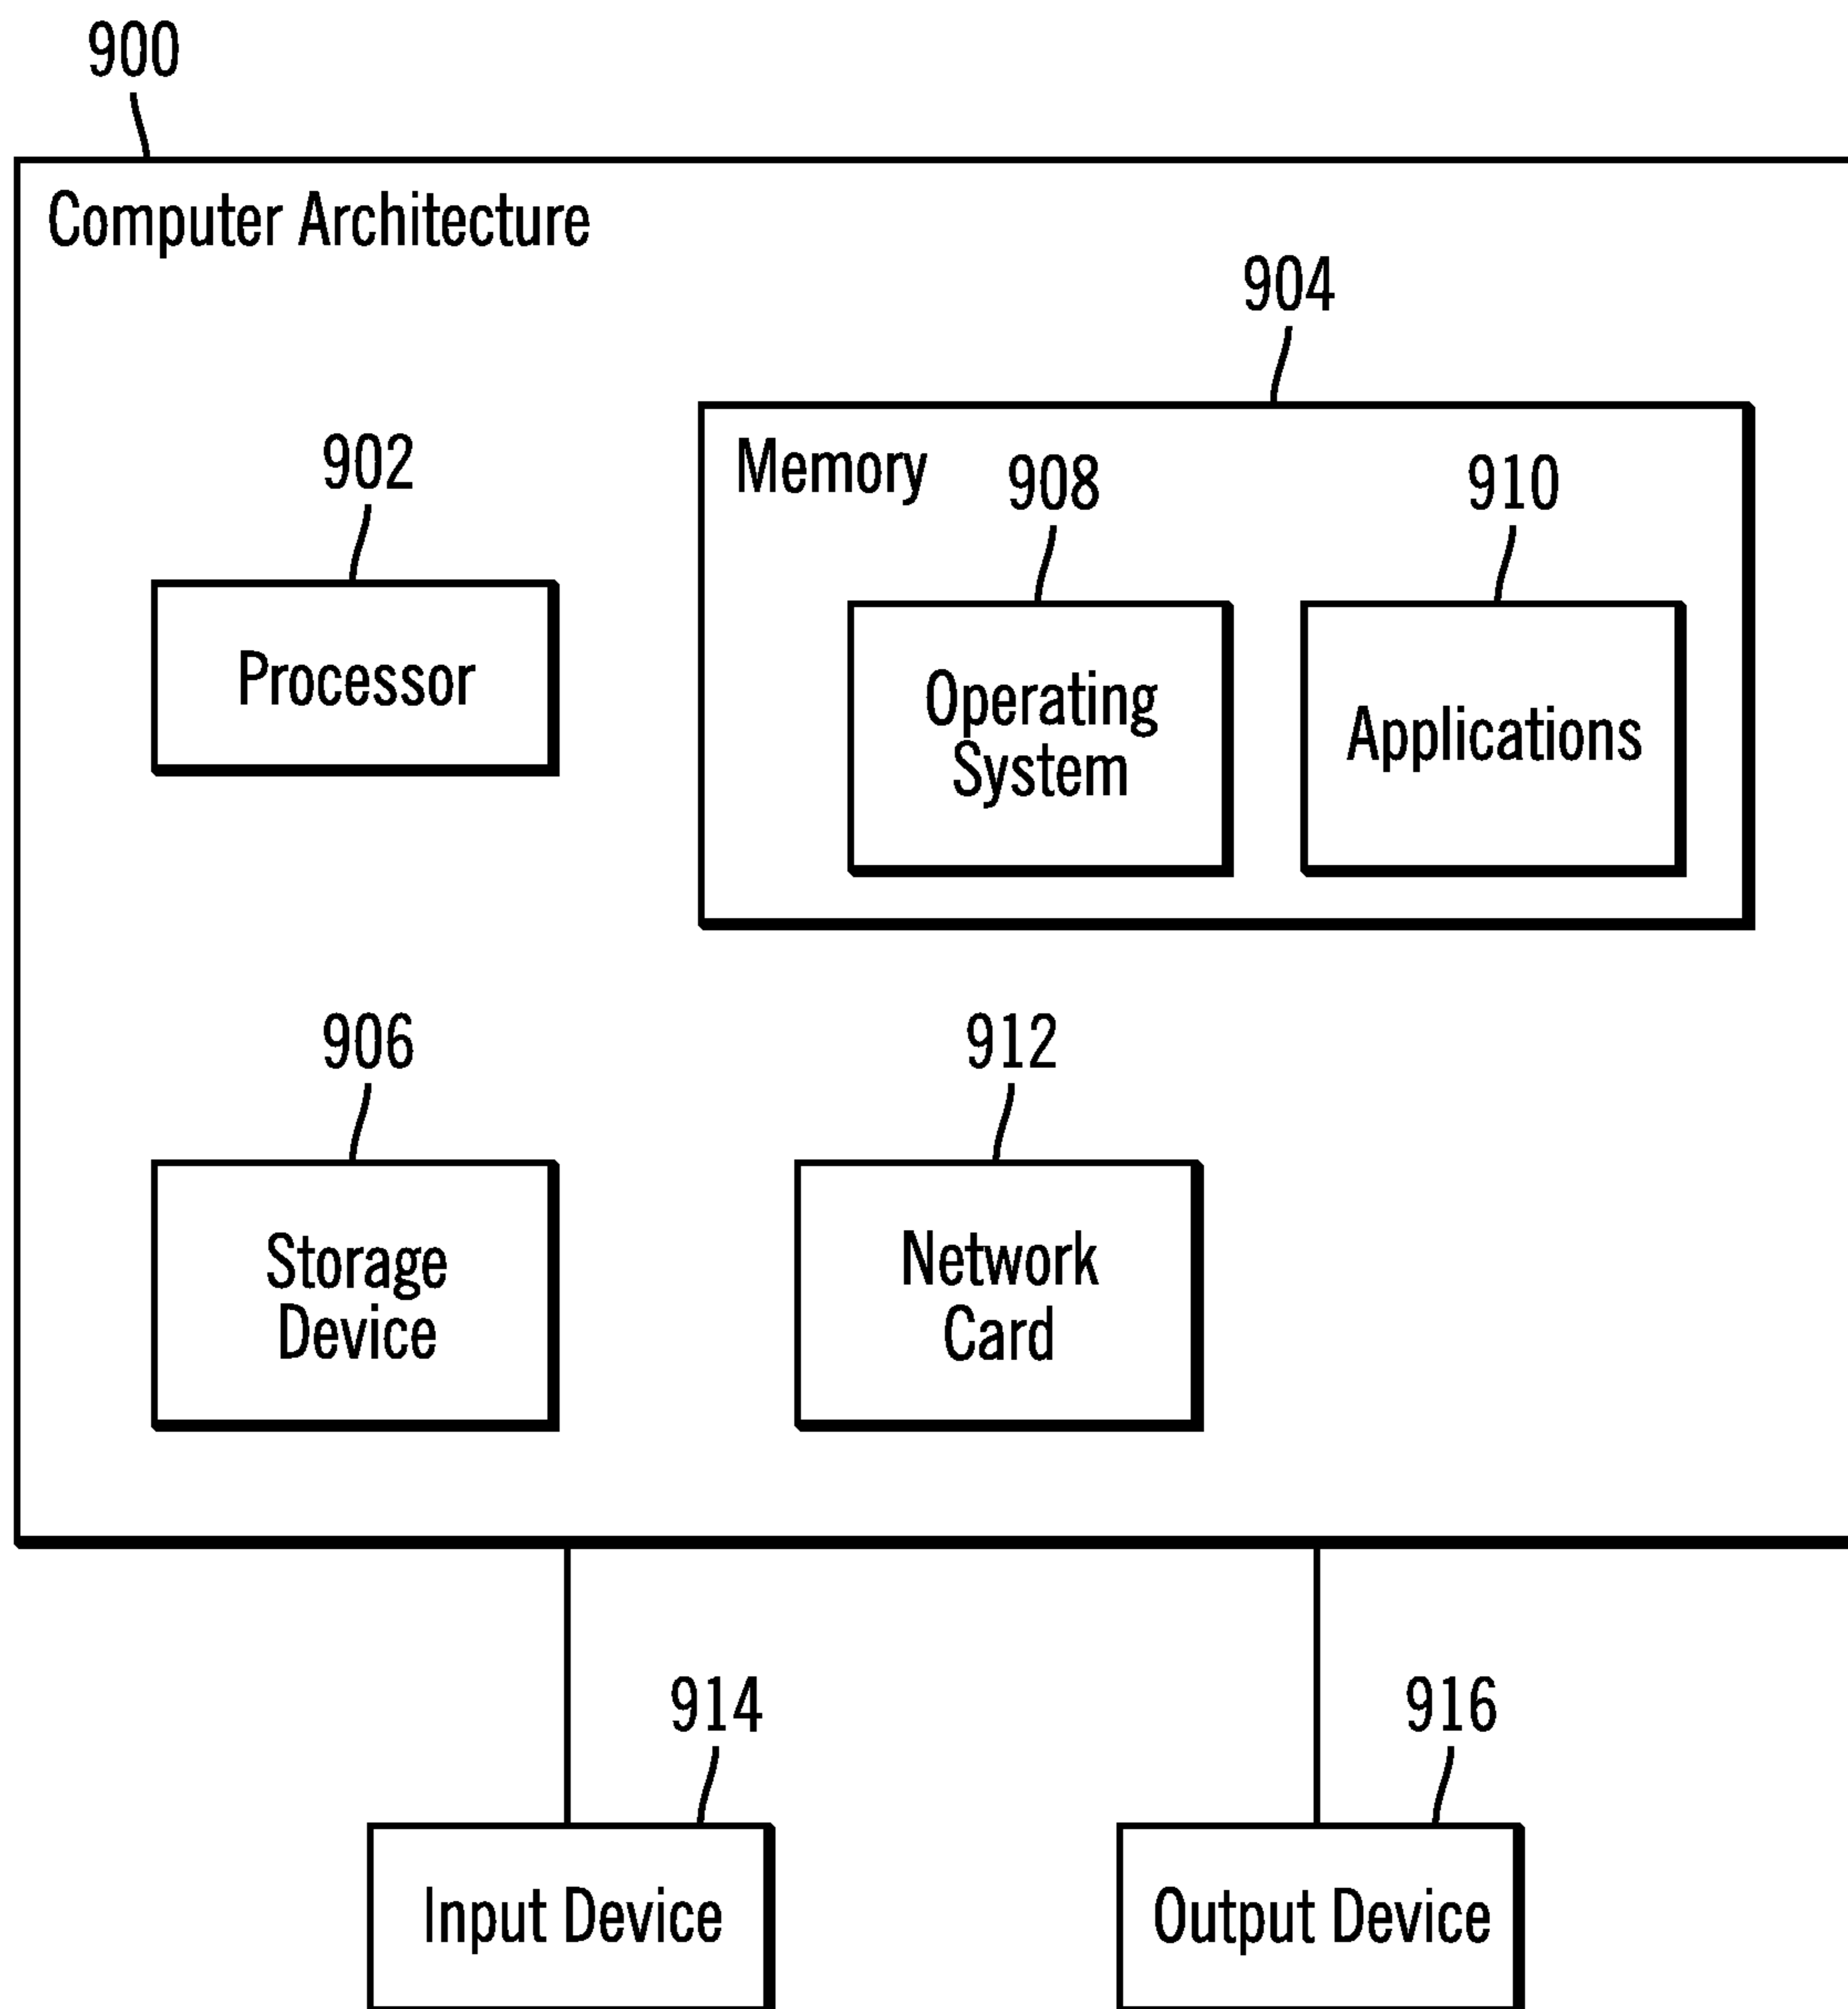 900
Computer Architecture
904
902
Memory
908
910
Processor
Operating
System
Applications
906
912
Storage
Device
Network
Card
914
916
Input Device
Output Device